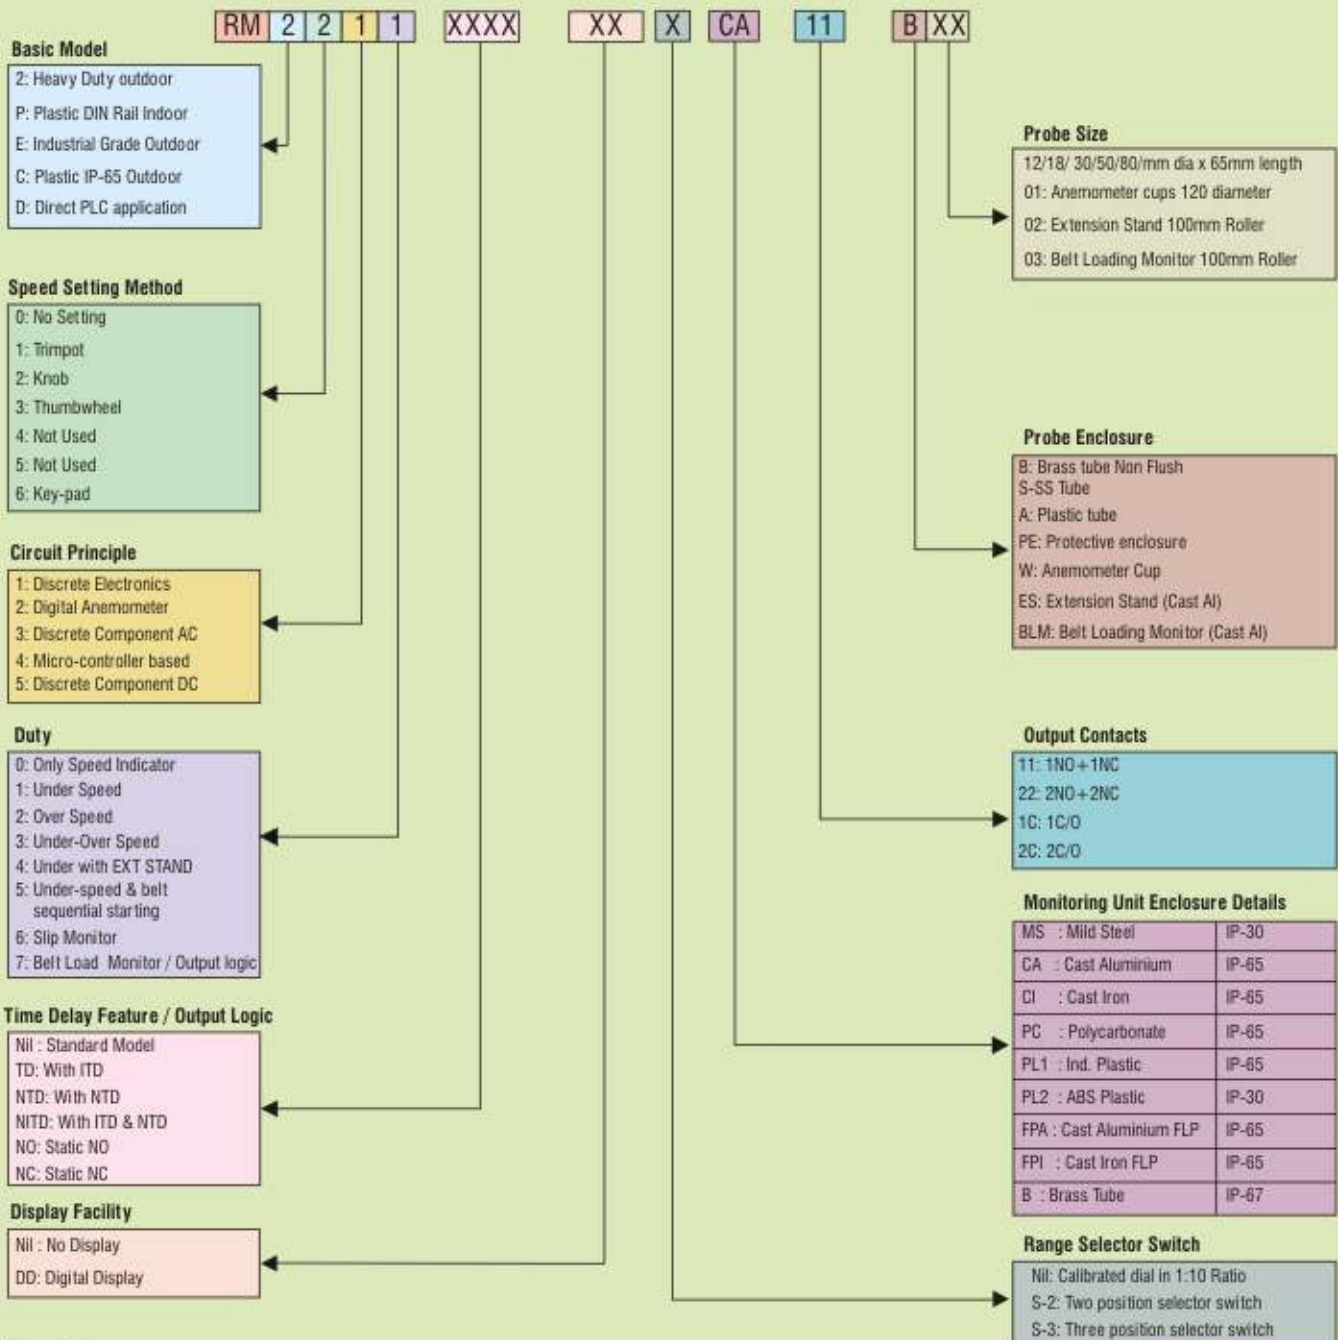 RM 2 2 1 1 XXXX XX X CA 11 B XX
Basic Model
2: Heavy Duty outdoor
P: Plastic DIN Rail Indoor
E: Industrial Grade Outdoor
C: Plastic IP-65 Outdoor
D: Direct PLC application
Speed Setting Method
0: No Setting
1: Trimpot
2: Knob
3: Thumbwheel
4: Not Used
5: Not Used
6: Key-pad
Circuit Principle
1: Discrete Electronics
2: Digital Anemometer
3: Discrete Component AC
4: Micro-controller based
5: Discrete Component DC
Duty
0: Only Speed Indicator
1: Under Speed
2: Over Speed
3: Under-Over Speed
4: Under with EXT STAND
5: Under-speed & belt
sequential starting
6: Slip Monitor
7: Belt Load Monitor / Output logic
Time Delay Feature / Output Logic
Nil : Standard Model
TD: With ITD
NTD: With NTD
NITD: With ITD & NTD
NO: Static NO
NC: Static NC
Display Facility
Nil : No Display
DD: Digital Display
Probe Size
12/18/ 30/50/80/mm dia x 65mm length
01: Anemometer cups 120 diameter
02: Extension Stand 100mm Roller
03: Belt Loading Monitor 100mm Roller
Probe Enclosure
B: Brass tube Non Flush
S-SS Tube
A: Plastic tube
PE: Protective enclosure
W: Anemometer Cup
ES: Extension Stand (Cast Al)
BLM: Belt Loading Monitor (Cast Al)
Output Contacts
11: 1NO+1NC
22: 2NO+2NC
1C: 1C/O
2C: 2C/O
Monitoring Unit Enclosure Details
MS : Mild Steel IP-30
CA : Cast Aluminium IP-65
CI : Cast Iron IP-65
PC : Polycarbonate IP-65
PL1 : Ind. Plastic IP-65
PL2 : ABS Plastic IP-30
FPA : Cast Aluminium FLP IP-65
FPI : Cast Iron FLP IP-65
B : Brass Tube IP-67
Range Selector Switch
Nil: Calibrated dial in 1:10 Ratio
S-2: Two position selector switch
S-3: Three position selector switch